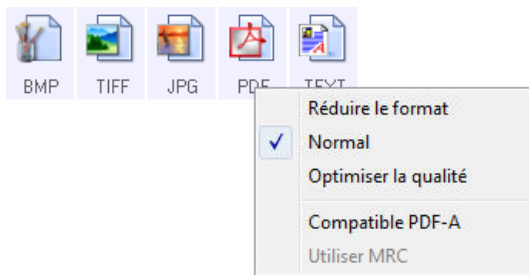 BMP TIFF JPG PDF TEXT
Réduire le format
Normal
Optimiser la qualité
Compatible PDF-A
Utiliser MRC